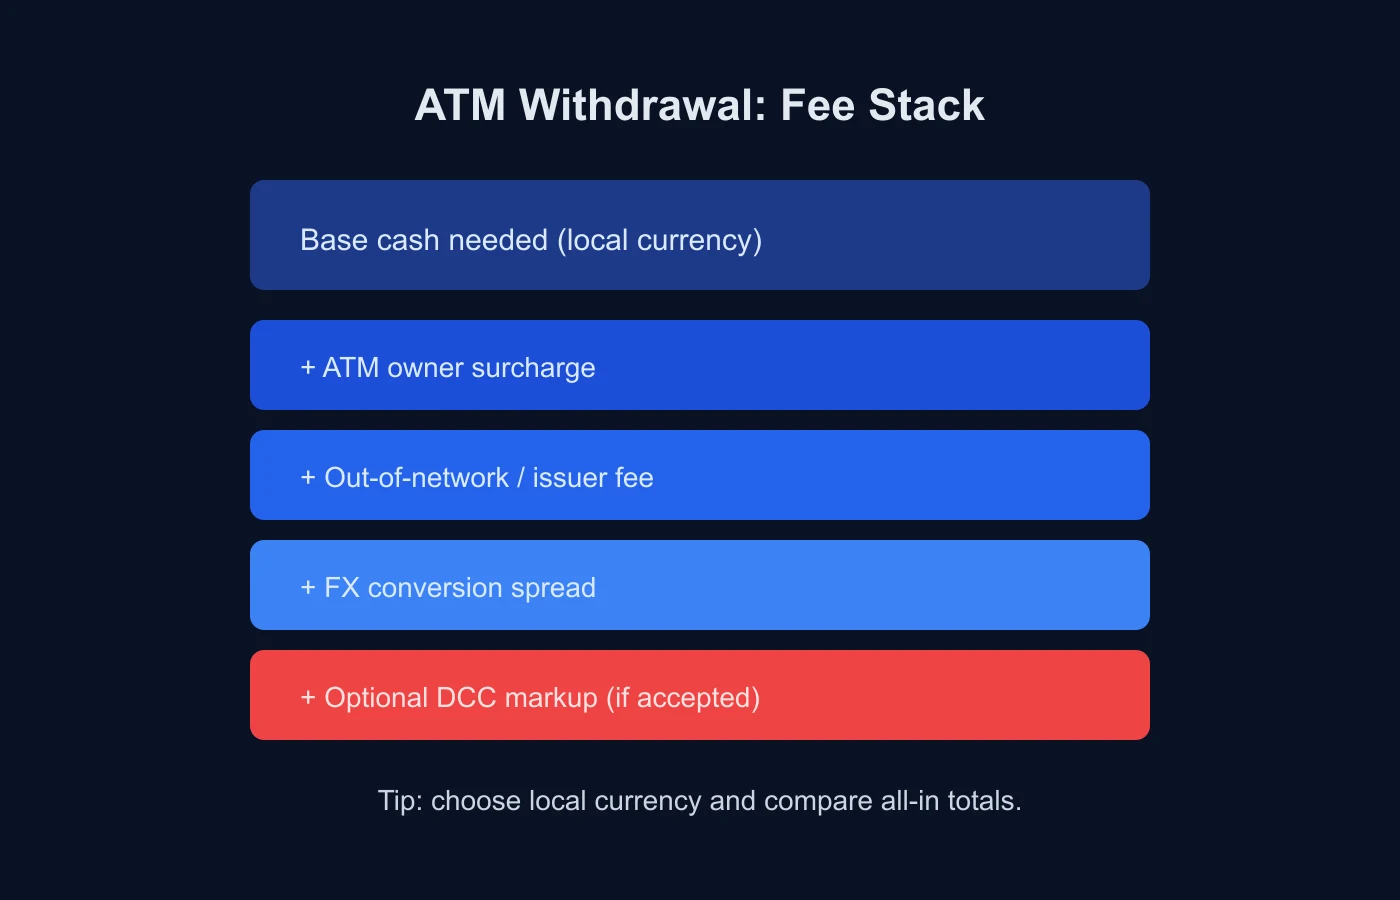 ATM Withdrawal: Fee Stack
Base cash needed (local currency)
+ ATM owner surcharge
+ Out-of-network / issuer fee
+ FX conversion spread
+ Optional DCC markup (if accepted)
Tip: choose local currency and compare all-in totals.